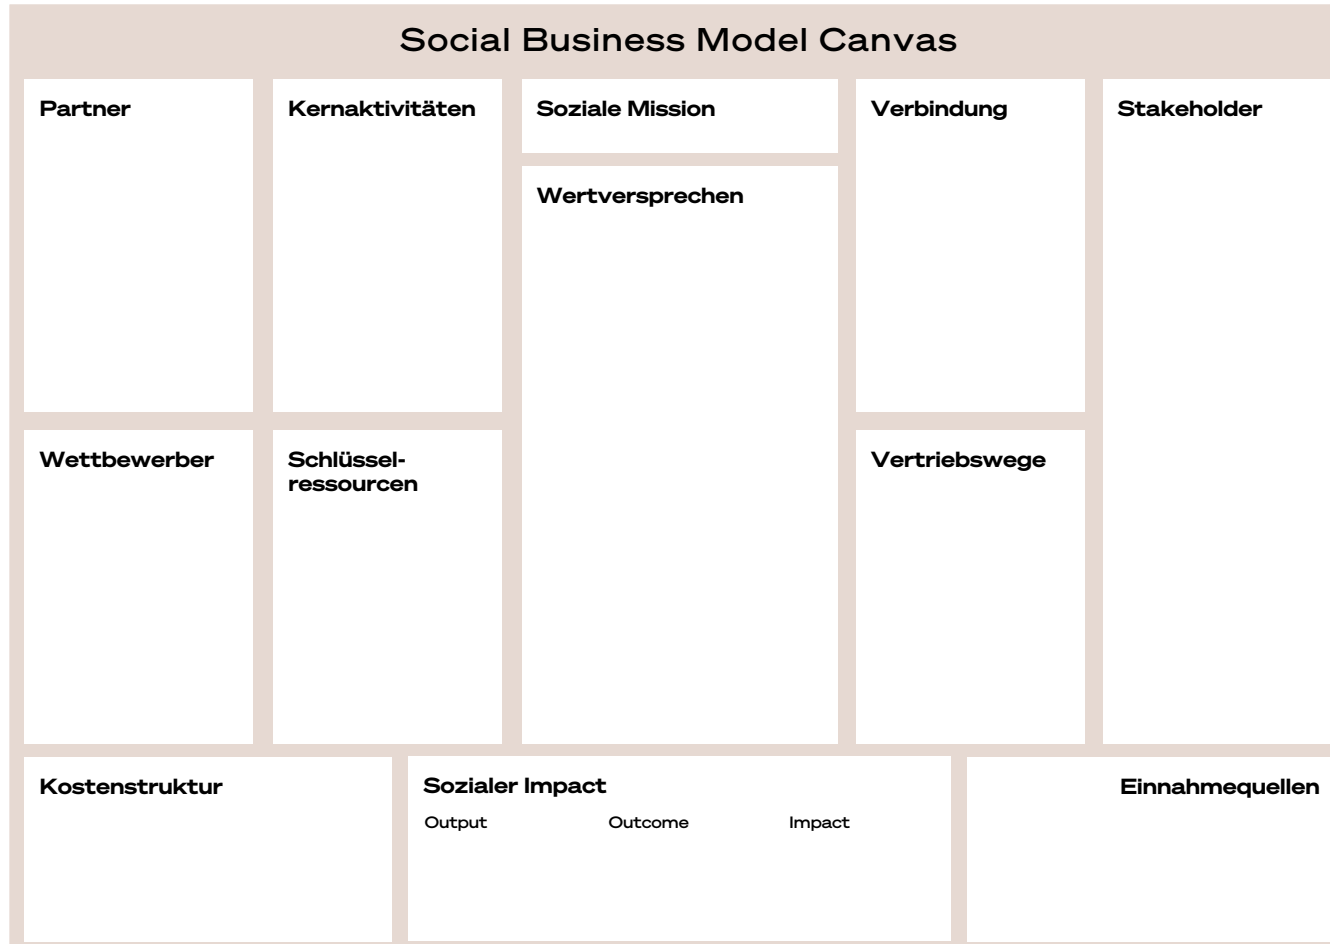 Social Business Model Canvas
Partner
Kernaktivitäten
Soziale Mission
Wertversprechen
Verbindung
Stakeholder
Wettbewerber
Schlüssel-
ressourcen
Vertriebswege
Kostenstruktur
Sozialer Impact
Output
Outcome
Impact
Einnahmequellen